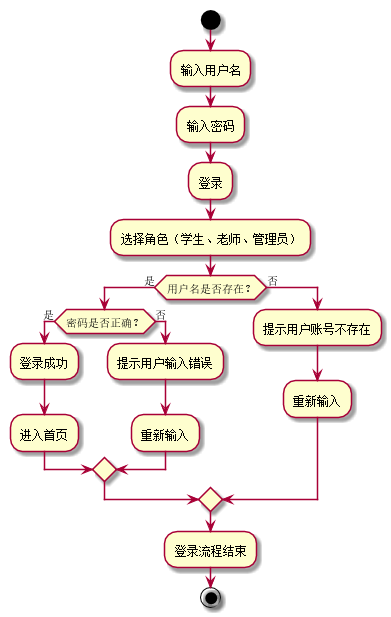 输入用户名
输入密码
登录
选择角色（学生、老师、管理员）
是
用户名是否存在？
否
是
密码是否正确？
否
登录成功
提示用户输入错误
提示用户账号不存在
进入首页
重新输入
重新输入
登录流程结束